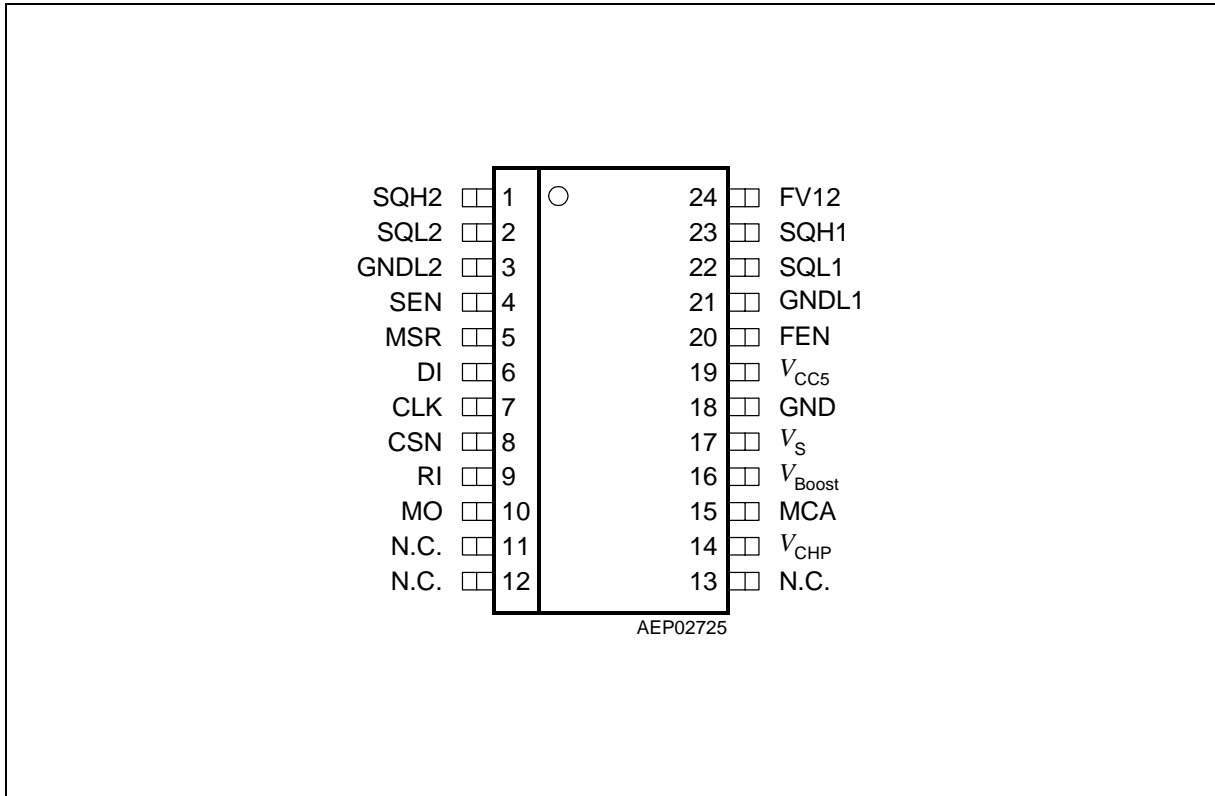 SQH2 1 24 FV12
SQL2 2 23 SQH1
GNDL2 3 22 SQL1
SEN 4 21 GNDL1
MSR 5 20 FEN
DI 6 19 VCC5
CLK 7 18 GND
CSN 8 17 VS
RI 9 16 VBoost
MO 10 15 MCA
N.C. 11 14 VCHP
N.C. 12 13 N.C.
AEP02725